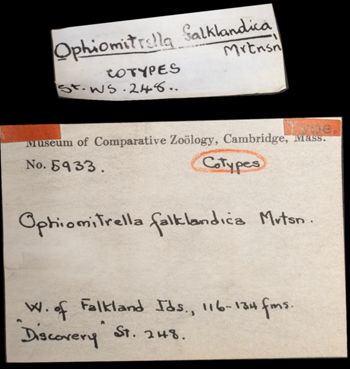 Ophiomitrella falklandica,
Mrtnsn
COTYPES
St. WS. 248..
Type.
Museum of Comparative Zoölogy, Cambridge, Mass.
No. 5933. Cotypes
Ophiomitrella falklandica Mrtsn.
W. of Falkland Ids., 116-134 fms.
"Discovery" St. 248.